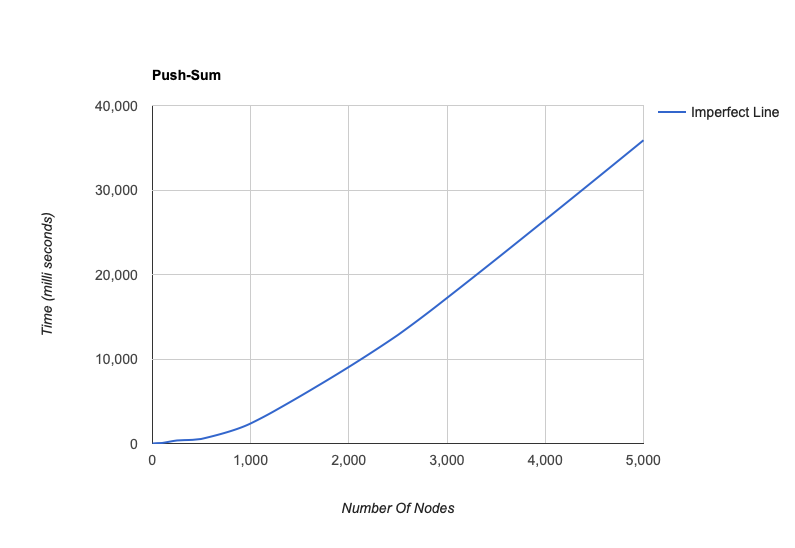 Push-Sum
40,000
30,000
20,000
10,000
0
Time (milli seconds)
0 1,000 2,000 3,000 4,000 5,000
Number Of Nodes
Imperfect Line